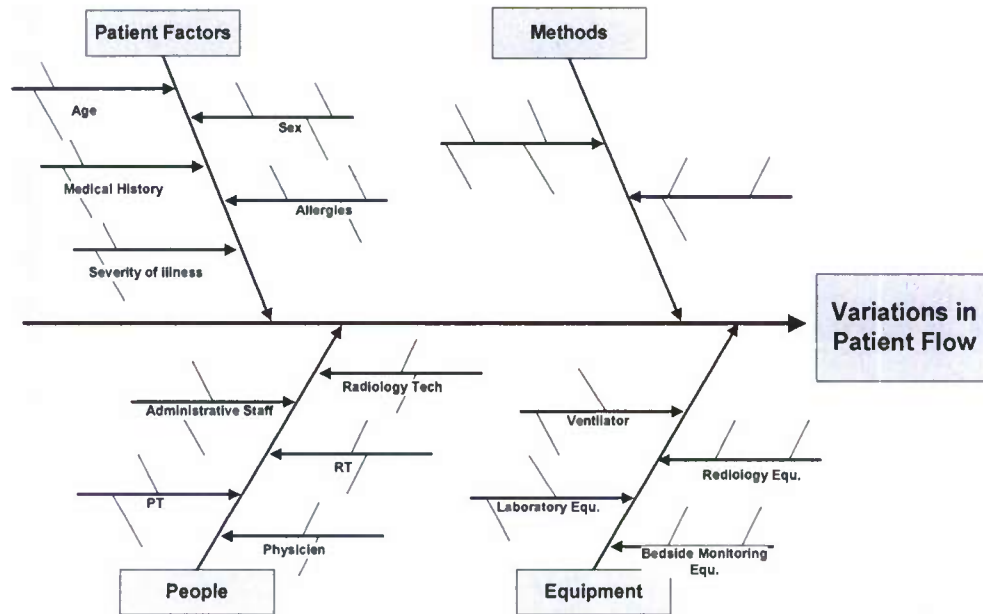 Patient Factors
Methods
Age
Sex
Medical History
Allergies
Severity of illness
Variations in
Patient Flow
Radiology Tech
Administrative Staff
Ventilator
RT
Rediology Equ.
PT
Laboratory Equ.
Physicien
Bedside Monitoring
Equ.
People
Equipment